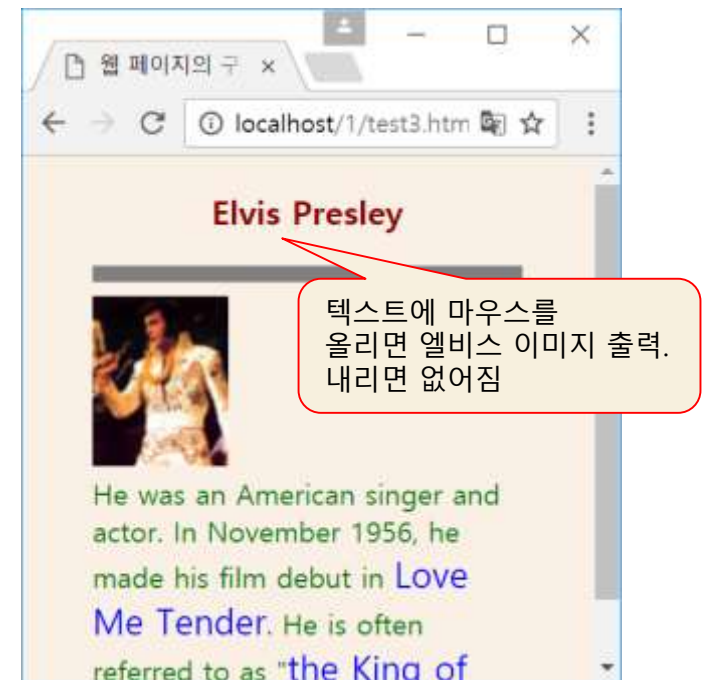 웹 페이지의 구
localhost/1/test3.htm
Elvis Presley
텍스트에 마우스를
올리면 엘비스 이미지 출력.
내리면 없어짐
He was an American singer and
actor. In November 1956, he
made his film debut in Love
Me Tender. He is often
referred to as "the King of